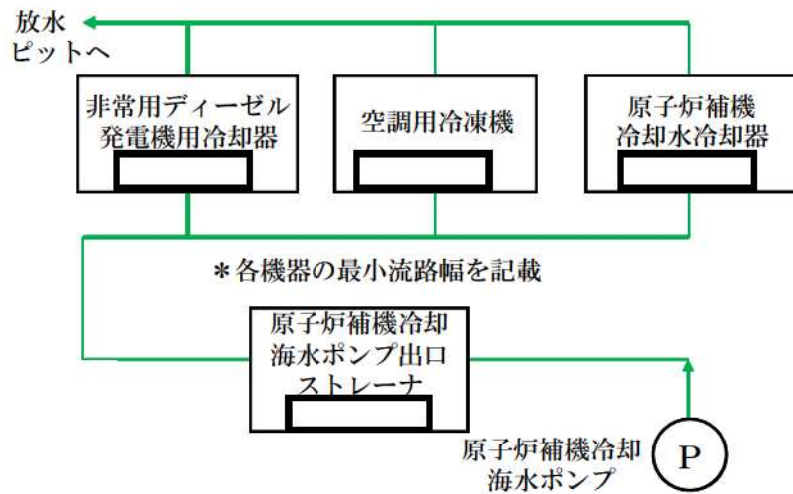 放水
ピットへ
非常用ディーゼル
発電機用冷却器
空調用冷凍機
原子炉補機
冷却水冷却器
＊各機器の最小流路幅を記載
原子炉補機冷却
海水ポンプ出口
ストレーナ
原子炉補機冷却
海水ポンプ
P